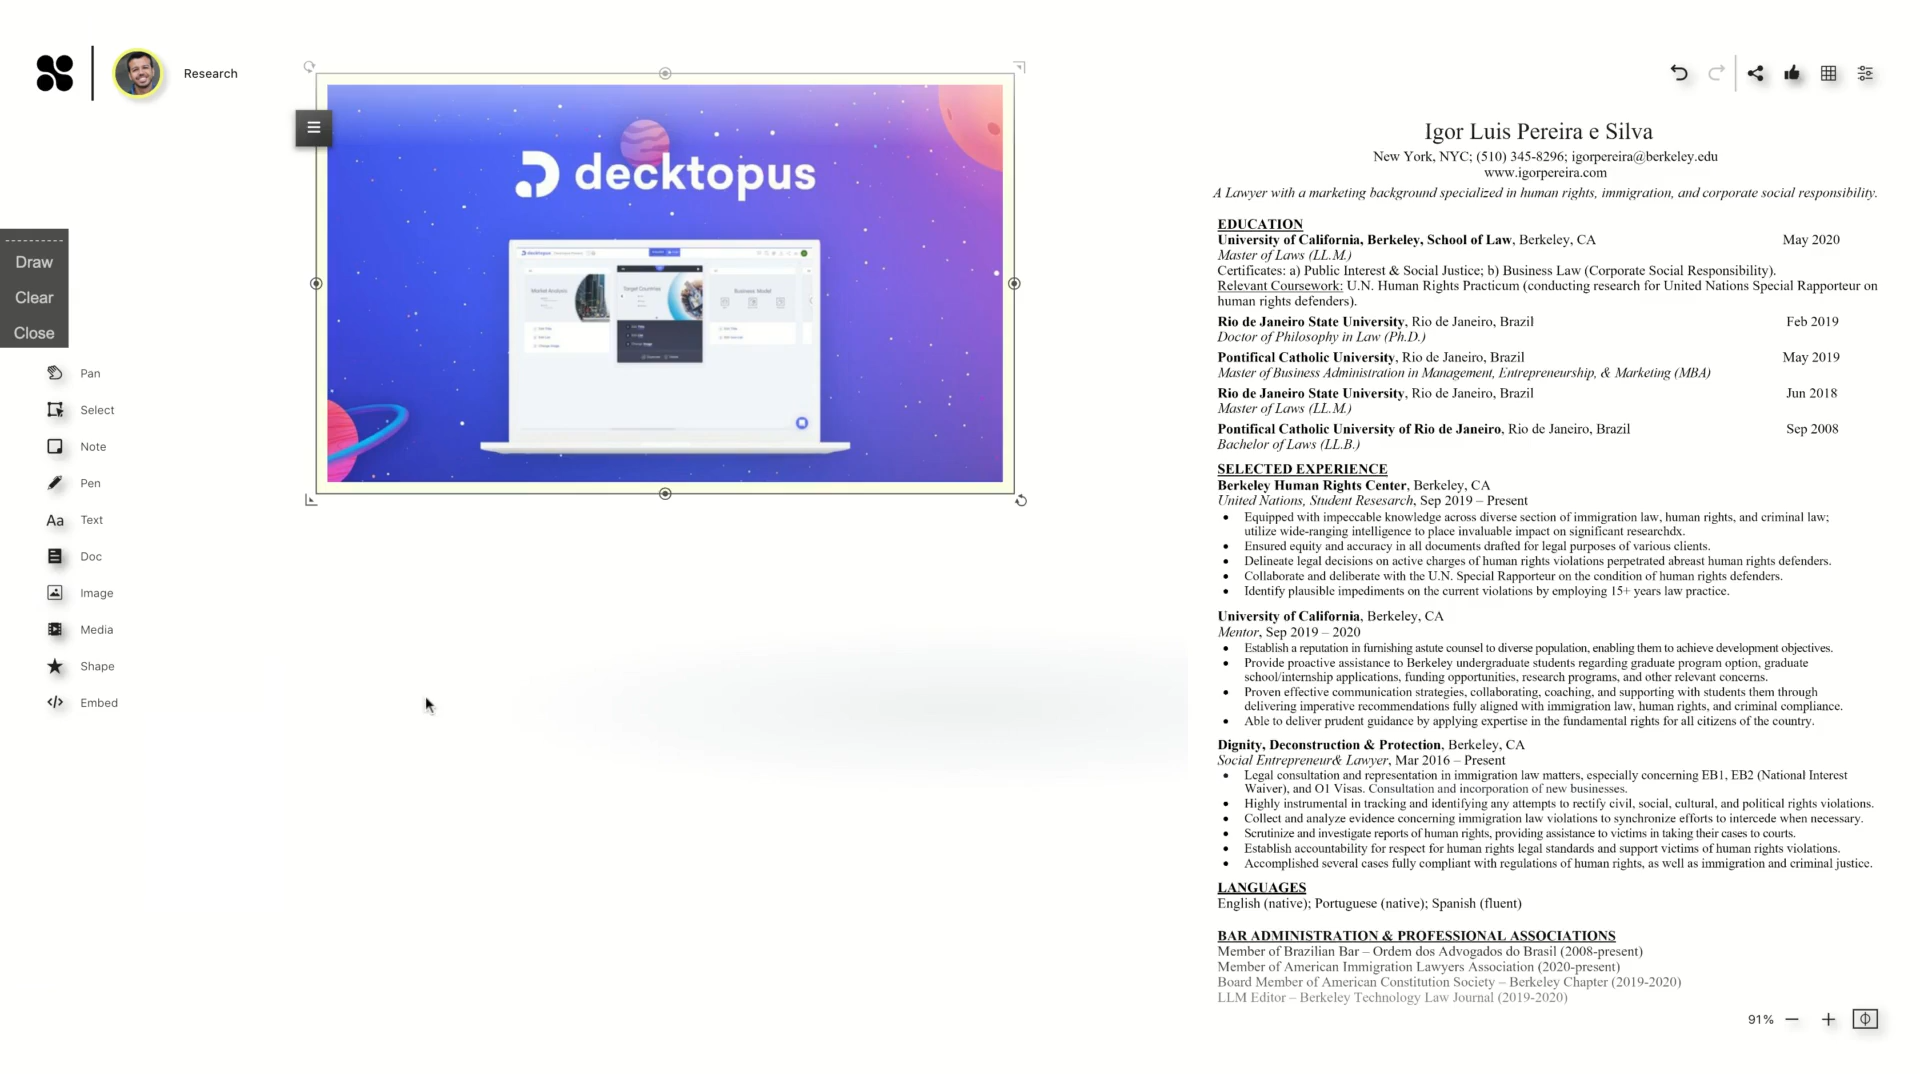 Research
decktopus
Market Analysis
Target Countries
Business Model
Draw
Clear
Close
Pan
Select
Note
Pen
Aa Text
Doc
Image
Media
Shape
Embed
Igor Luis Pereira e Silva
New York, NYC; (510) 345-8296; igorpereira@berkeley.edu
www.igorpereira.com
A Lawyer with a marketing background specialized in human rights, immigration, and corporate social responsibility.
EDUCATION
University of California, Berkeley, School of Law, Berkeley, CA May 2020
Master of Laws (LL.M.)
Certificates: a) Public Interest & Social Justice; b) Business Law (Corporate Social Responsibility).
Relevant Coursework: U.N. Human Rights Practicum (conducting research for United Nations Special Rapporteur on
human rights defenders).
Rio de Janeiro State University, Rio de Janeiro, Brazil Feb 2019
Doctor of Philosophy in Law (Ph.D.)
Pontifical Catholic University, Rio de Janeiro, Brazil May 2019
Master of Business Administration in Management, Entrepreneurship, & Marketing (MBA)
Rio de Janeiro State University, Rio de Janeiro, Brazil Jun 2018
Master of Laws (LL.M.)
Pontifical Catholic University of Rio de Janeiro, Rio de Janeiro, Brazil Sep 2008
Bachelor of Laws (LL.B.)
SELECTED EXPERIENCE
Berkeley Human Rights Center, Berkeley, CA
United Nations, Student Research, Sep 2019 – Present
• Equipped with impeccable knowledge across diverse section of immigration law, human rights, and criminal law;
utilize wide-ranging intelligence to place invaluable impact on significant researchdx.
• Ensured equity and accuracy in all documents drafted for legal purposes of various clients.
• Delineate legal decisions on active charges of human rights violations perpetrated abreast human rights defenders.
• Collaborate and deliberate with the U.N. Special Rapporteur on the condition of human rights defenders.
• Identify plausible impediments on the current violations by employing 15+ years law practice.
University of California, Berkeley, CA
Mentor, Sep 2019 – 2020
• Establish a reputation in furnishing astute counsel to diverse population, enabling them to achieve development objectives.
• Provide proactive assistance to Berkeley undergraduate students regarding graduate program option, graduate
school/internship applications, funding opportunities, research programs, and other relevant concerns.
• Proven effective communication strategies, collaborating, coaching, and supporting with students them through
delivering imperative recommendations fully aligned with immigration law, human rights, and criminal compliance.
• Able to deliver prudent guidance by applying expertise in the fundamental rights for all citizens of the country.
Dignity, Deconstruction & Protection, Berkeley, CA
Social Entrepreneur& Lawyer, Mar 2016 – Present
• Legal consultation and representation in immigration law matters, especially concerning EB1, EB2 (National Interest
Waiver), and O1 Visas. Consultation and incorporation of new businesses.
• Highly instrumental in tracking and identifying any attempts to rectify civil, social, cultural, and political rights violations.
• Collect and analyze evidence concerning immigration law violations to synchronize efforts to intercede when necessary.
• Scrutinize and investigate reports of human rights, providing assistance to victims in taking their cases to courts.
• Establish accountability for respect for human rights legal standards and support victims of human rights violations.
• Accomplished several cases fully compliant with regulations of human rights, as well as immigration and criminal justice.
LANGUAGES
English (native); Portuguese (native); Spanish (fluent)
BAR ADMINISTRATION & PROFESSIONAL ASSOCIATIONS
Member of Brazilian Bar – Ordem dos Advogados do Brasil (2008-present)
Member of American Immigration Lawyers Association (2020-present)
Board Member of American Constitution Society – Berkeley Chapter (2019-2020)
LLM Editor – Berkeley Technology Law Journal (2019-2020)
91%